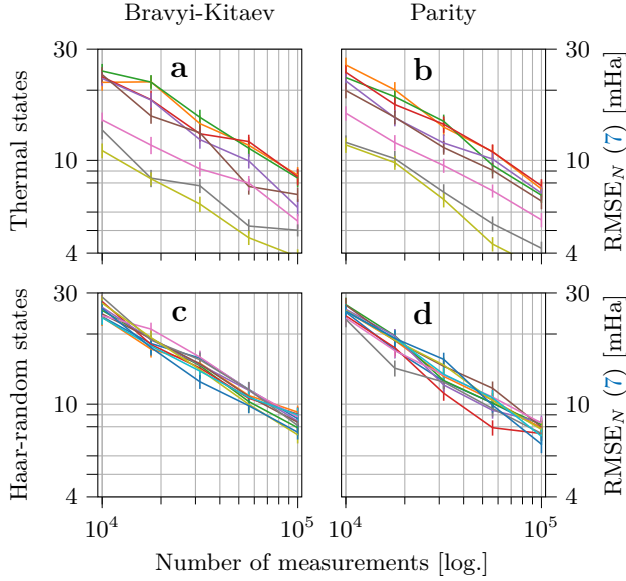 Bravyi-Kitaev
Parity
30
10
4
Thermal states
a
b
30
10
4
RMSE_N (7) [mHa]
30
10
4
Haar-random states
c
d
30
10
4
RMSE_N (7) [mHa]
10^4
10^5
10^4
10^5
Number of measurements [log.]